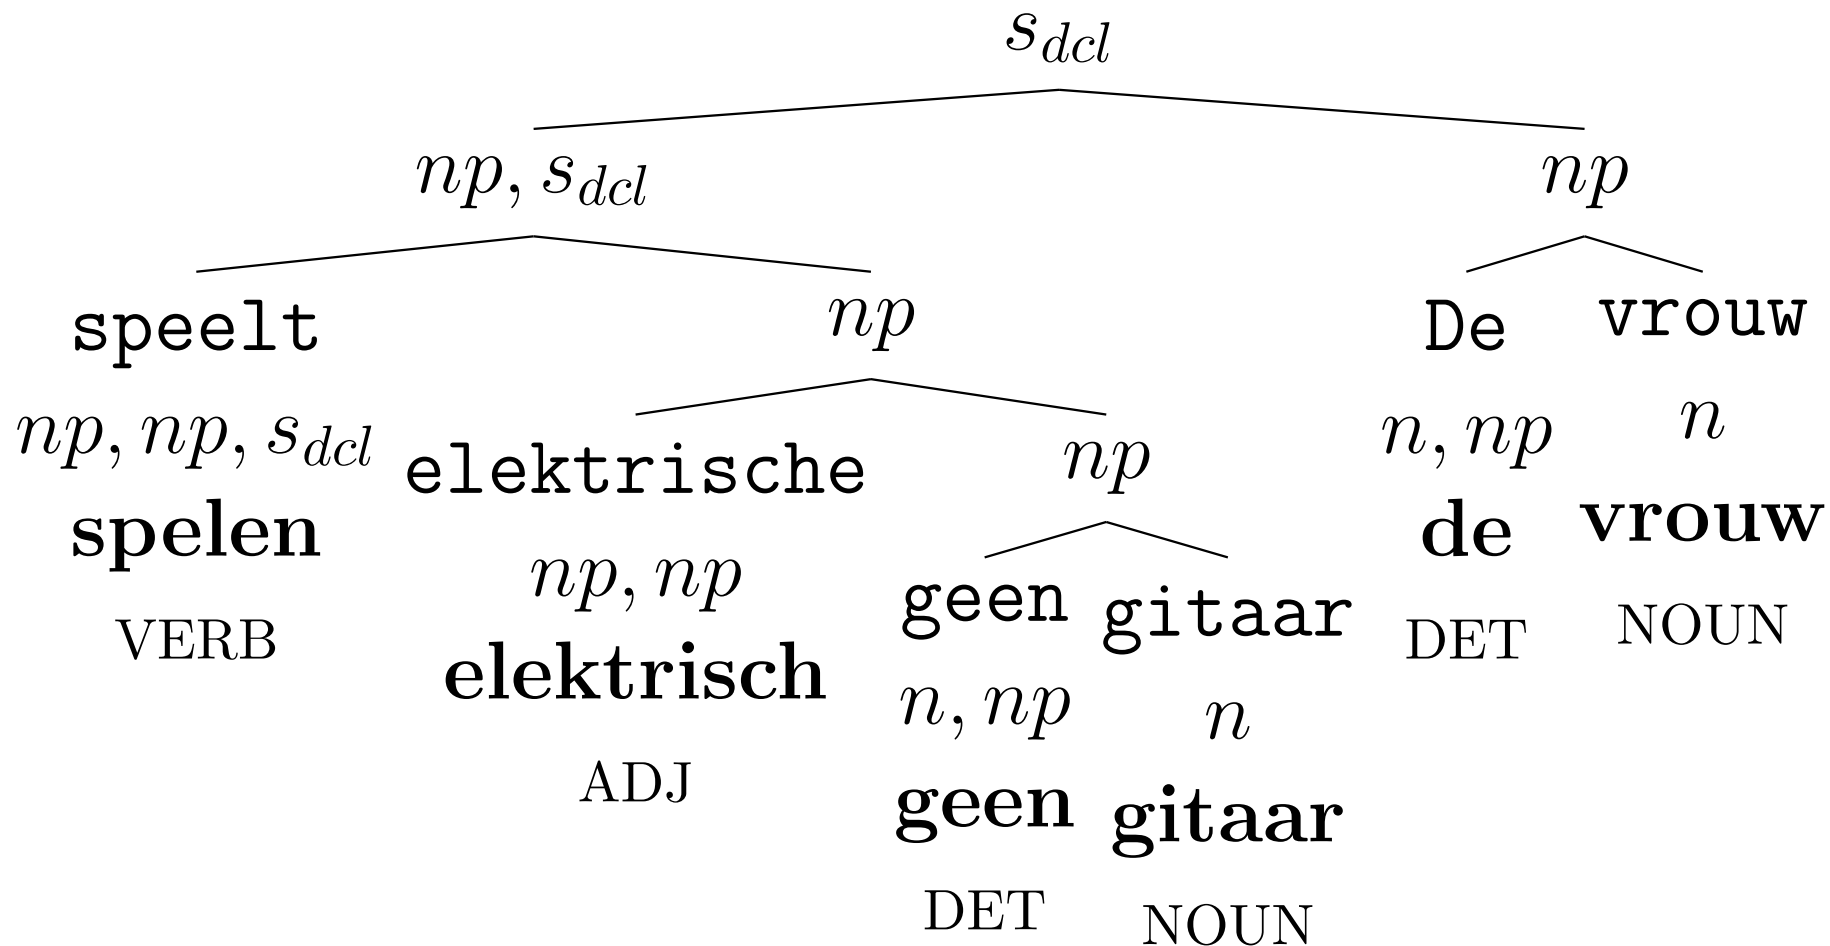 s_dcl
np, s_dcl np
speelt np De vrouw
np, np, s_dcl elektrische np n, np n
spelen np, np geen gitaar de vrouw
VERB elektrisch n, np n DET NOUN
ADJ geen gitaar
DET NOUN